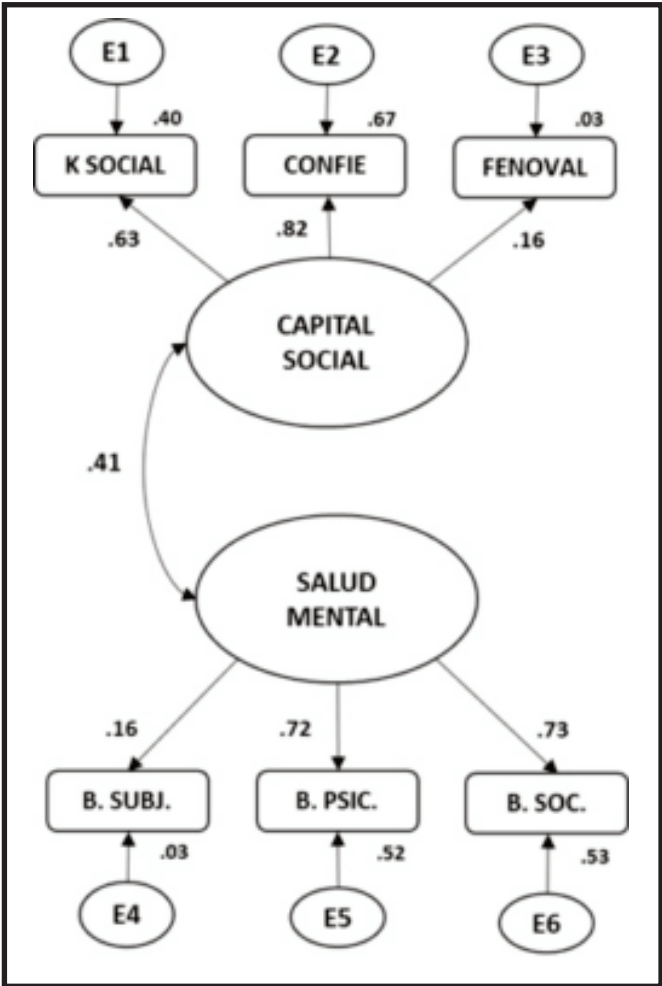 E1 E2 E3
.40 .67 .03
K SOCIAL CONFIE FENOVAL
.63 .82 .16
CAPITAL
SOCIAL
.41
SALUD
MENTAL
.16 .72 .73
B. SUBJ. B. PSIC. B. SOC.
.03 .52 .53
E4 E5 E6